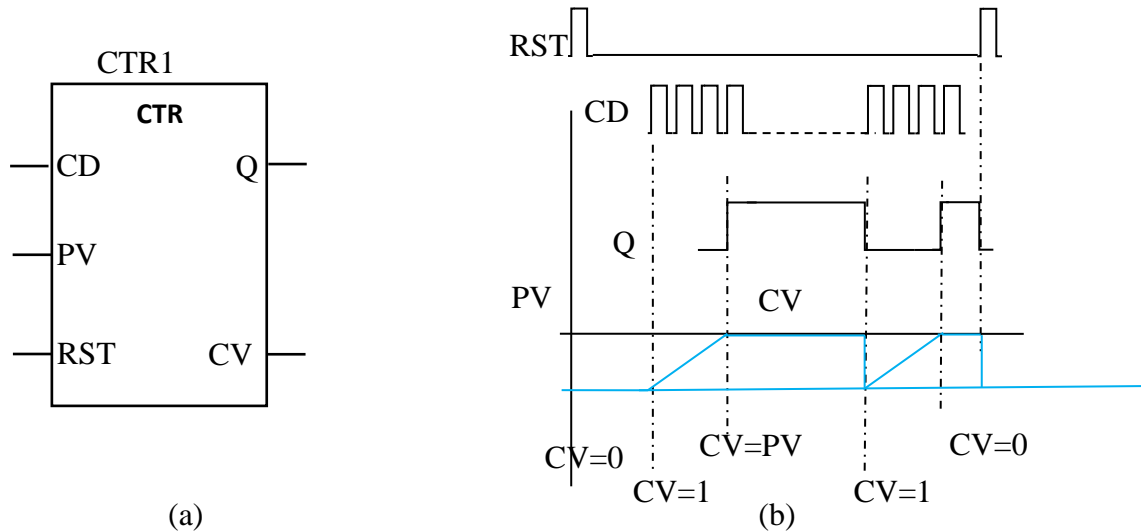 CTR1
CTR
CD
Q
PV
RST
CV
(a)
RST
CD
Q
PV
CV
CV=0
CV=PV
CV=0
CV=1
CV=1
(b)